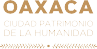 OAXACA
CIUDAD PATRIMONIO
DE LA HUMANIDAD